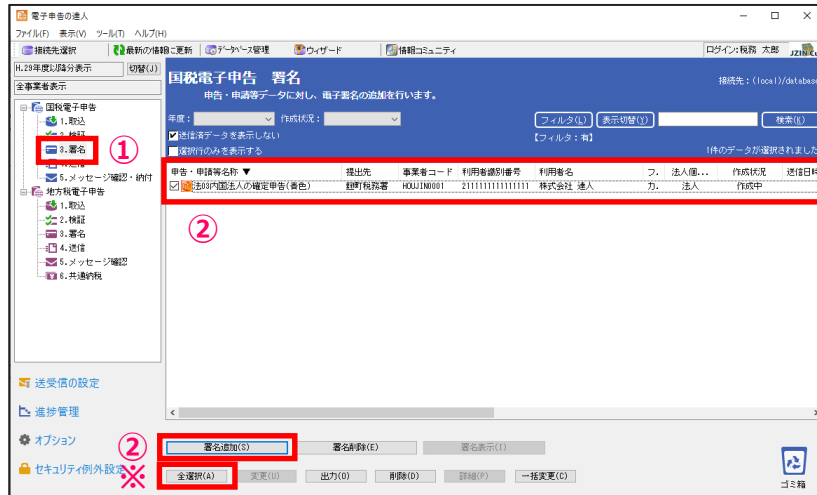 電子申告の達人
ファイル(F) 表示(V) ツール(T) ヘルプ(H)
接続先選択 最新の情報に更新 データベース管理 ウィザード 情報コミュニティ ログイン:税務 太郎
H.29年度以降分表示 切替(J)
全事業者表示
国税電子申告
1.取込
3.署名
5.メッセージ確認・納付
地方税電子申告
1.取込
2.検証
3.署名
4.送信
5.メッセージ確認
6.共通納税
①
国税電子申告 署名
接続先:(local)/database
申告・申請等データに対し、電子署名の追加を行います。
年度: 作成状況: フィルタ(L) 表示切替(Y) 検索(K)
送信済データを表示しない 【フィルタ:有】
選択行のみを表示する 1件のデータが選択されました
申告・申請等名称 ▼ 提出先 事業者コード 利用者識別番号 利用者名 フ. 法人個... 作成状況 送信日時
法03内国法人の確定申告(青色) 麹町税務署 HOUJIN0001 2111111111111111 株式会社 達人 カ. 法人 作成中
②
送受信の設定
進捗管理
オプション
セキュリティ例外設定
②
署名追加(S) 署名削除(E) 署名表示(I)
※
全選択(A) 変更(U) 出力(O) 削除(D) 詳細(P) 一括変更(C)
ゴミ箱